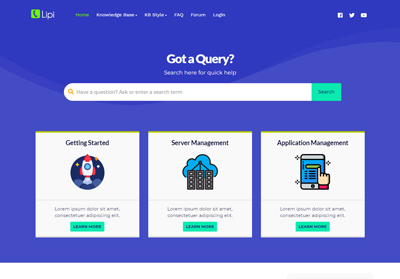 Lipi
Home Knowledge Base KB Style FAQ Forum Login
Got a Query?
Search here for quick help
Have a question? Ask or enter a search term.
Search
Getting Started
Server Management
Application Management
Lorem ipsum dolor sit amet,
consectetuer adipiscing elit.
Lorem ipsum dolor sit amet,
consectetuer adipiscing elit.
Lorem ipsum dolor sit amet,
consectetuer adipiscing elit.
LEARN MORE
LEARN MORE
LEARN MORE